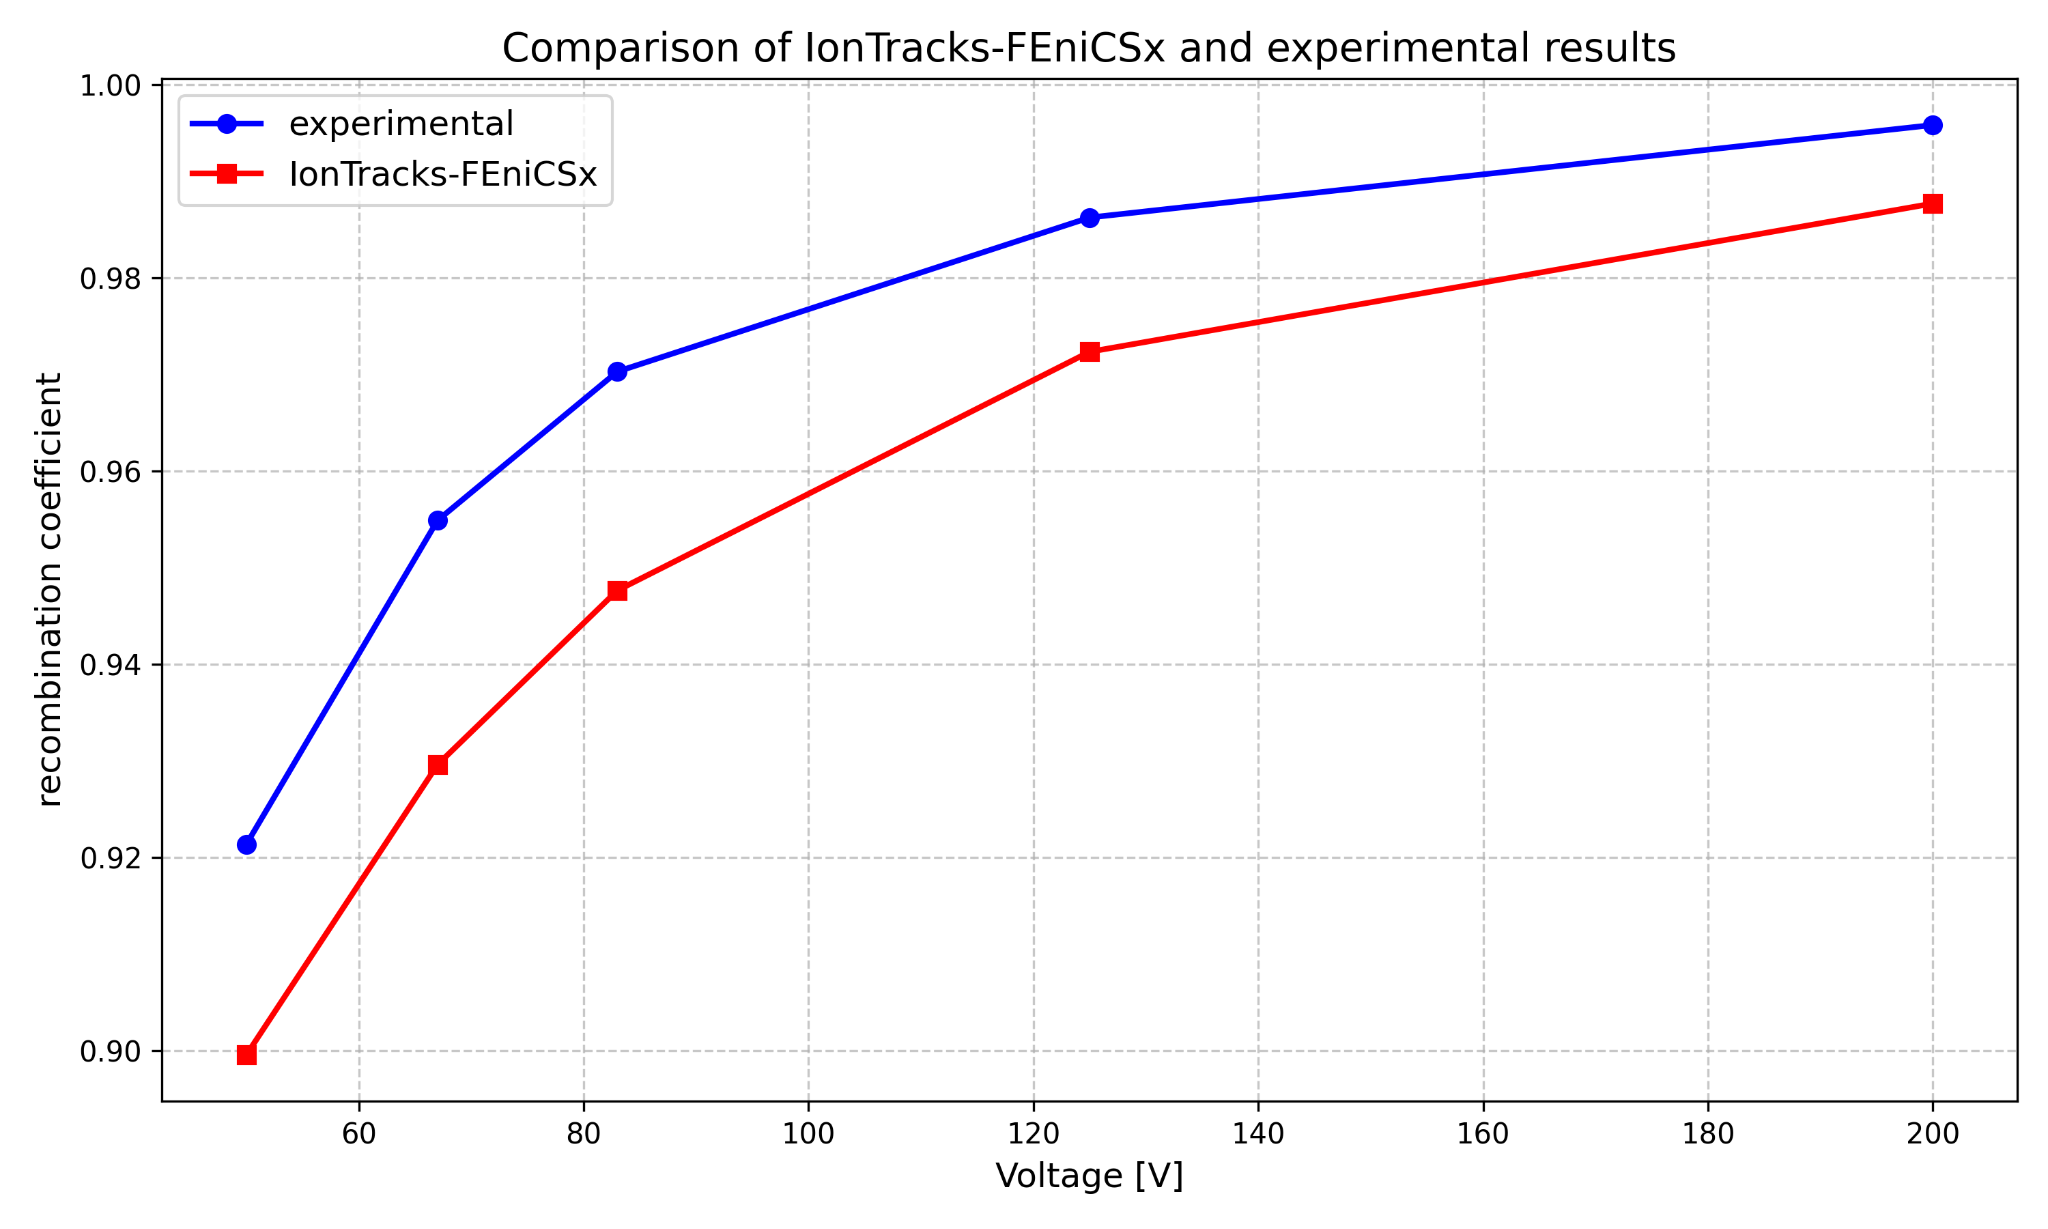 Comparison of IonTracks-FEniCSx and experimental results
1.00
0.98
0.96
0.94
0.92
0.90
recombination coefficient
experimental
IonTracks-FEniCSx
60 80 100 120 140 160 180 200
Voltage [V]